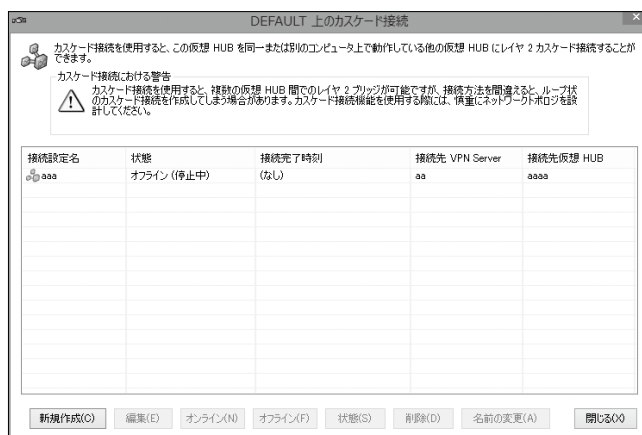 DEFAULT 上のカスケード接続
カスケード接続を使用すると、この仮想 HUB を同一または別のコンピュータ上で動作している他の仮想 HUB にレイヤ 2 カスケード接続することが
できます。
カスケード接続における警告
カスケード接続を使用すると、複数の仮想 HUB 間でのレイヤ 2 ブリッジが可能ですが、接続方法を間違えると、ループ状
のカスケード接続を作成してしまう場合があります。カスケード接続機能を使用する際には、慎重にネットワークトポロジを設
計してください。
接続設定名 状態 接続完了時刻 接続先 VPN Server 接続先仮想 HUB
aaa オフライン (停止中) (なし) aa aaaa
新規作成(C) 編集(E) オンライン(N) オフライン(F) 状態(S) 削除(D) 名前の変更(A) 閉じる(X)